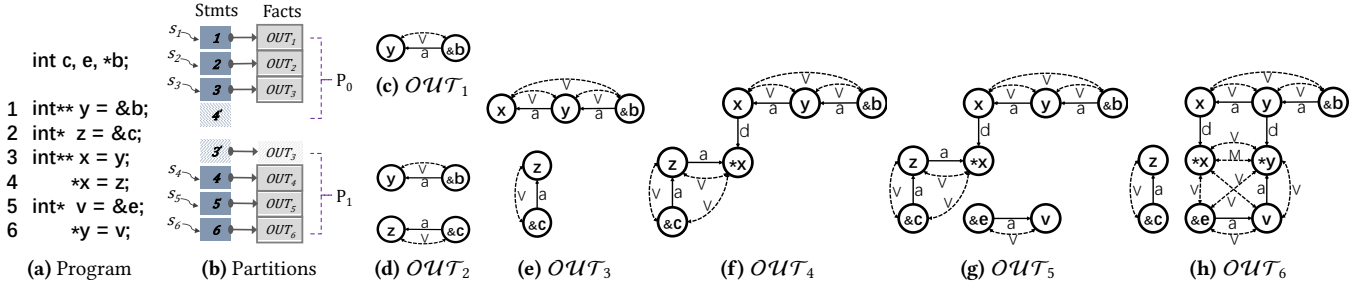 int c, e, *b;
1 int** y = &b;
2 int* z = &c;
3 int** x = y;
4 *x = z;
5 int* v = &e;
6 *y = v;
(a) Program
Stmts Facts
s1 1 OUT1
s2 2 OUT2
s3 3 OUT3
4
P0
3 OUT3
s4 4 OUT4
s5 5 OUT5
s6 6 OUT6
P1
(b) Partitions
V
y a &b
(c) OUT1
V
y a &b
z a &c
V
(d) OUT2
V
V V
x a y a &b
z
V a
&c
(e) OUT3
V
V V
x a y a &b
d
z a *x
V
V a V
&c
(f) OUT4
V
V V
x a y a &b
d
z a *x
V
V a V
&c &e a v
V
(g) OUT5
V
V V
x a y a &b
d d
V
z *x M *y
V a V V V a V
&c &e a v
V
(h) OUT6